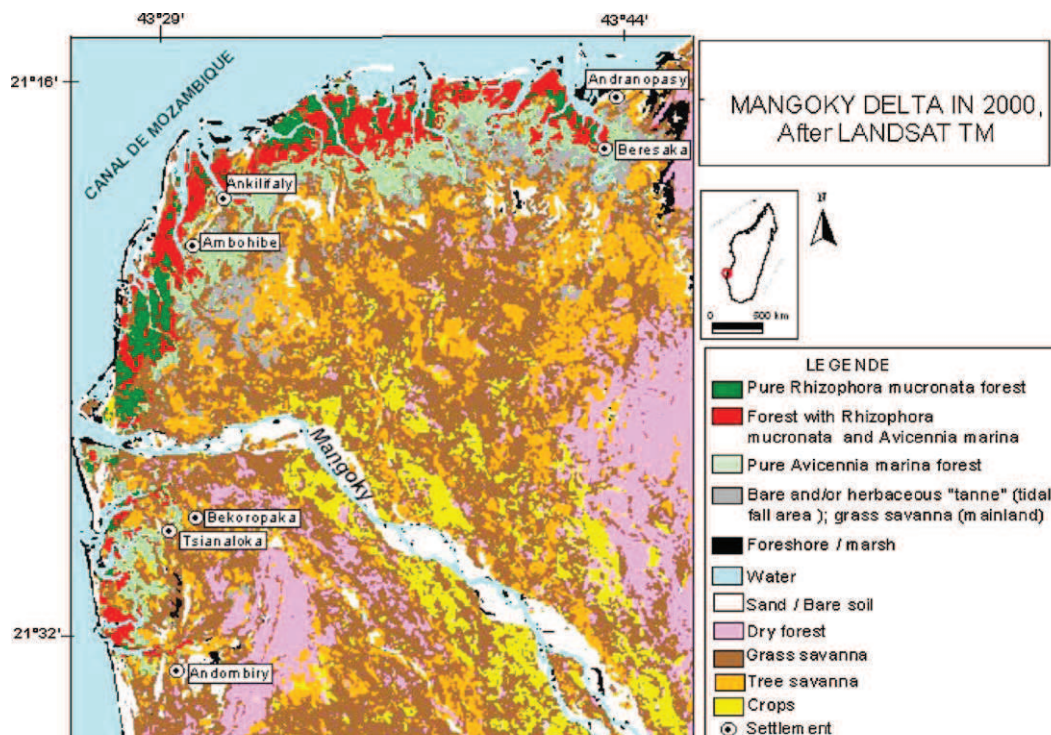 43°29'
43°44'
21°16'
21°32'
CANAL DE MOZAMBIQUE
Andranopasy
Beresaka
Ankilifaly
Ambohibe
Mangoky
Bekoropaka
Tsianaloka
Andombiry
MANGOKY DELTA IN 2000,
After LANDSAT TM
N
0 500 km
LEGENDE
Pure Rhizophora mucronata forest
Forest with Rhizophora
mucronata and Avicennia marina
Pure Avicennia marina forest
Bare and/or herbaceous "tanne" (tidal
fall area ); grass savanna (mainland)
Foreshore / marsh
Water
Sand / Bare soil
Dry forest
Grass savanna
Tree savanna
Crops
Settlement